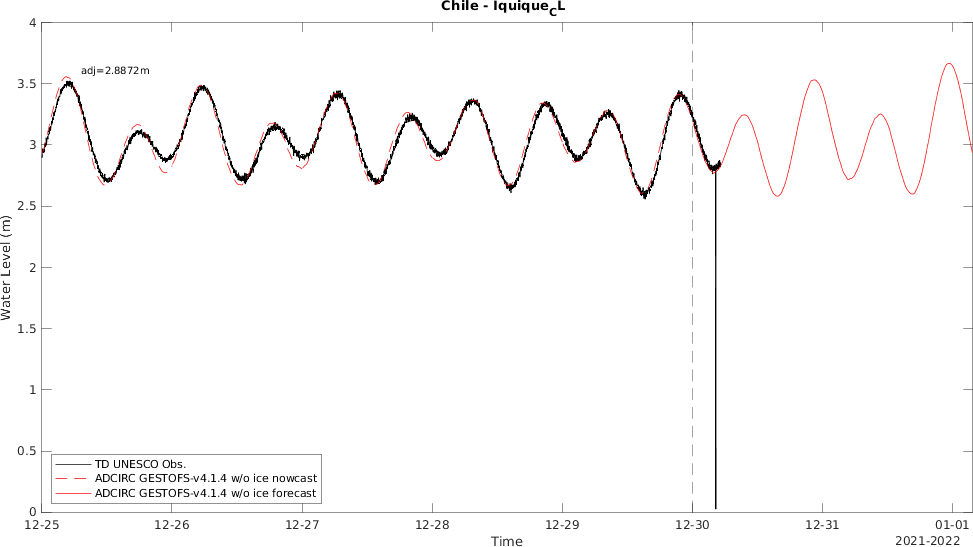 Chile - Iquique_CL
4
adj=2.8872m
3.5
3
2.5
2
1.5
1
0.5
0
Water Level (m)
TD UNESCO Obs.
ADCIRC GESTOFS-v4.1.4 w/o ice nowcast
ADCIRC GESTOFS-v4.1.4 w/o ice forecast
12-25 12-26 12-27 12-28 12-29 12-30 12-31 01-01
Time
2021-2022